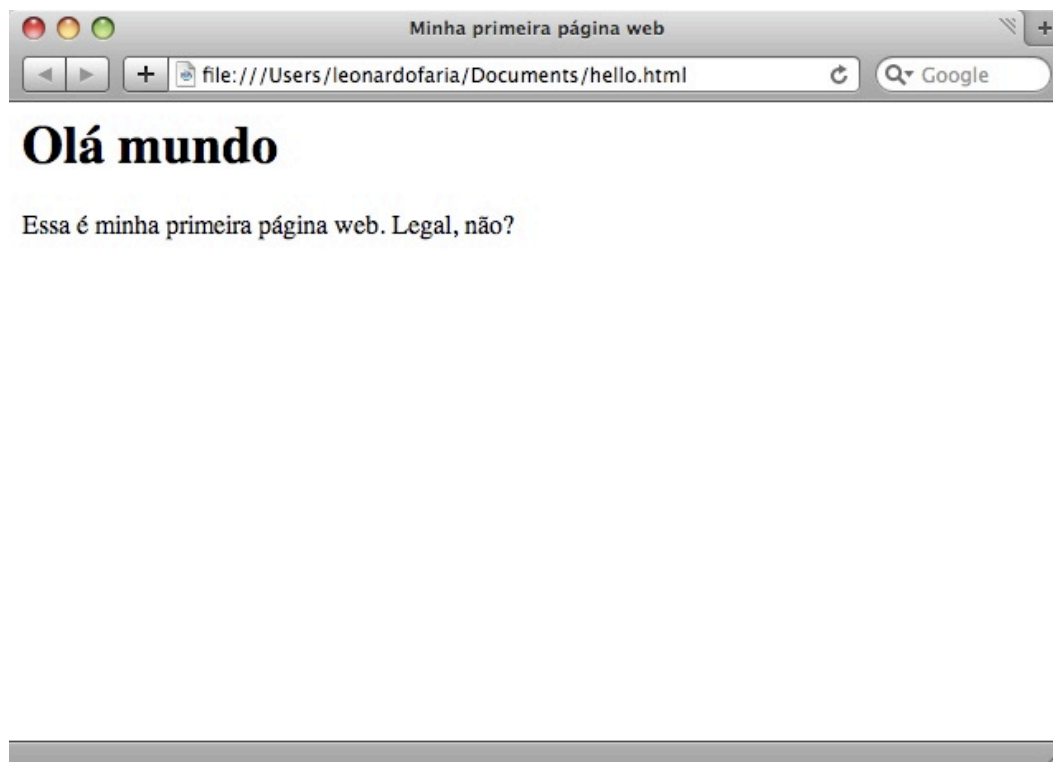 Minha primeira página web
file:///Users/leonardofaria/Documents/hello.html
Google
Olá mundo
Essa é minha primeira página web. Legal, não?